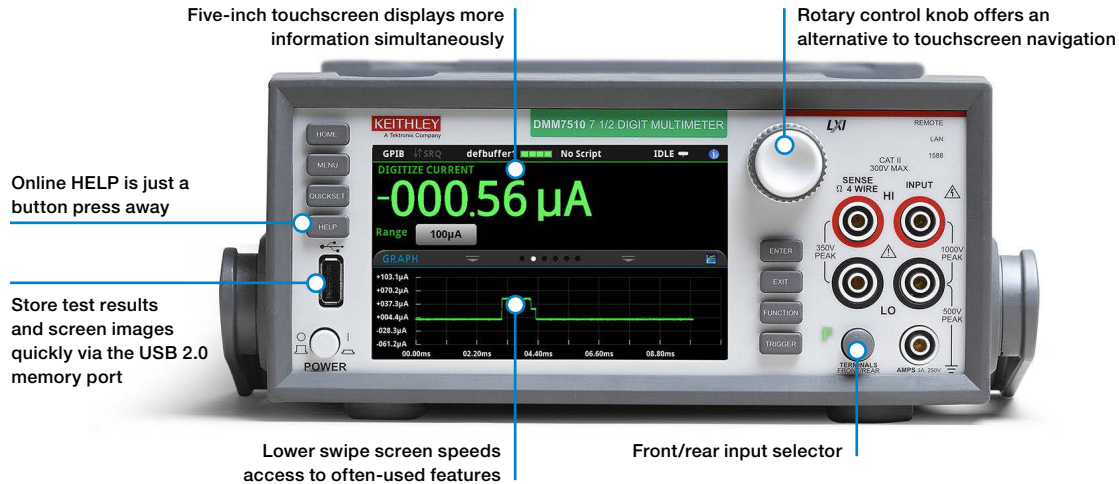 Five-inch touchscreen displays more
information simultaneously
Rotary control knob offers an
alternative to touchscreen navigation
Online HELP is just a
button press away
Store test results
and screen images
quickly via the USB 2.0
memory port
HOME
MENU
QUICKSET
HELP
POWER
KEITHLEY
A Tektronix Company
DMM7510 7 1/2 DIGIT MULTIMETER
GPIB ↓↑SRQ defbuffer1 No Script IDLE
DIGITIZE CURRENT
-000.56 µA
Range 100µA
GRAPH
+103.1µA
+070.2µA
+037.3µA
+004.4µA
-028.3µA
-061.2µA
00.00ms 02.20ms 04.40ms 06.60ms 08.80ms
ENTER
EXIT
FUNCTION
TRIGGER
LXI
REMOTE
LAN
1588
CAT II
300V MAX.
SENSE
Ω 4 WIRE
INPUT
HI
350V
PEAK
1000V
PEAK
LO
500V
PEAK
F
TERMINALS
FRONT/REAR
AMPS 3A, 250V
Lower swipe screen speeds
access to often-used features
Front/rear input selector